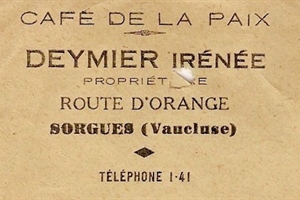 CAFÉ DE LA PAIX
DEYMIER IRÉNÉE
ROUTE D'ORANGE
SORGUES (Vaucluse)
TÉLÉPHONE 1-41